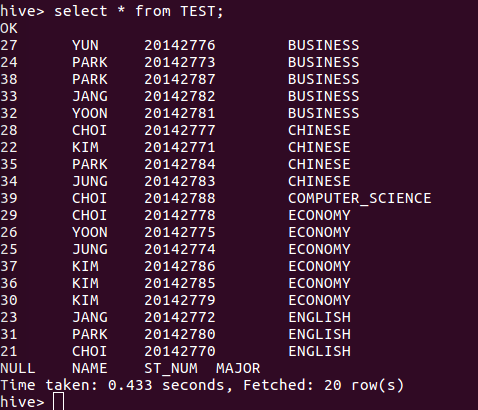 hive> select * from TEST;
OK
27 YUN 20142776 BUSINESS
24 PARK 20142773 BUSINESS
38 PARK 20142787 BUSINESS
33 JANG 20142782 BUSINESS
32 YOON 20142781 BUSINESS
28 CHOI 20142777 CHINESE
22 KIM 20142771 CHINESE
35 PARK 20142784 CHINESE
34 JUNG 20142783 CHINESE
39 CHOI 20142788 COMPUTER_SCIENCE
29 CHOI 20142778 ECONOMY
26 YOON 20142775 ECONOMY
25 JUNG 20142774 ECONOMY
37 KIM 20142786 ECONOMY
36 KIM 20142785 ECONOMY
30 KIM 20142779 ECONOMY
23 JANG 20142772 ENGLISH
31 PARK 20142780 ENGLISH
21 CHOI 20142770 ENGLISH
NULL NAME ST_NUM MAJOR
Time taken: 0.433 seconds, Fetched: 20 row(s)
hive>